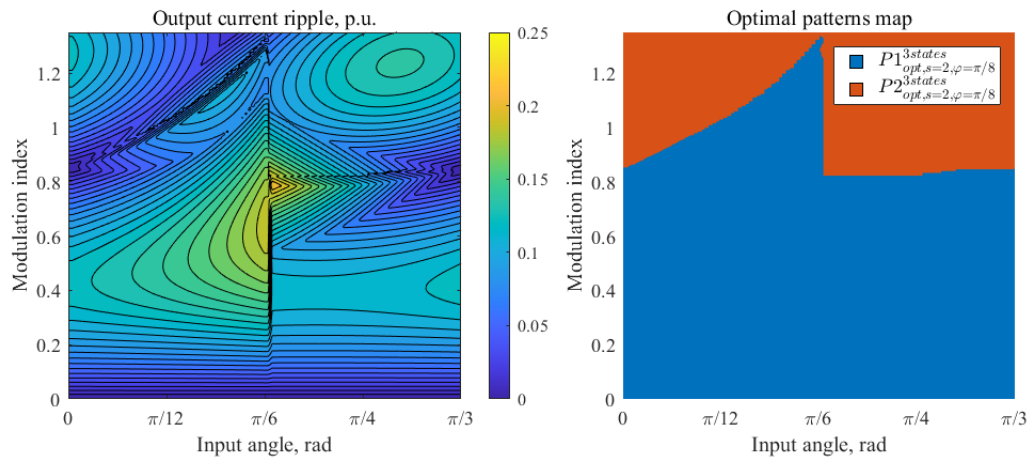 Output current ripple, p.u.
Modulation index
1.2
1
0.8
0.6
0.4
0.2
0
0
π/12
π/6
π/4
π/3
Input angle, rad
0.25
0.2
0.15
0.1
0.05
0
Optimal patterns map
Modulation index
1.2
1
0.8
0.6
0.4
0.2
0
0
π/12
π/6
π/4
π/3
Input angle, rad
P1^{3states}_{opt,s=2,φ=π/8}
P2^{3states}_{opt,s=2,φ=π/8}